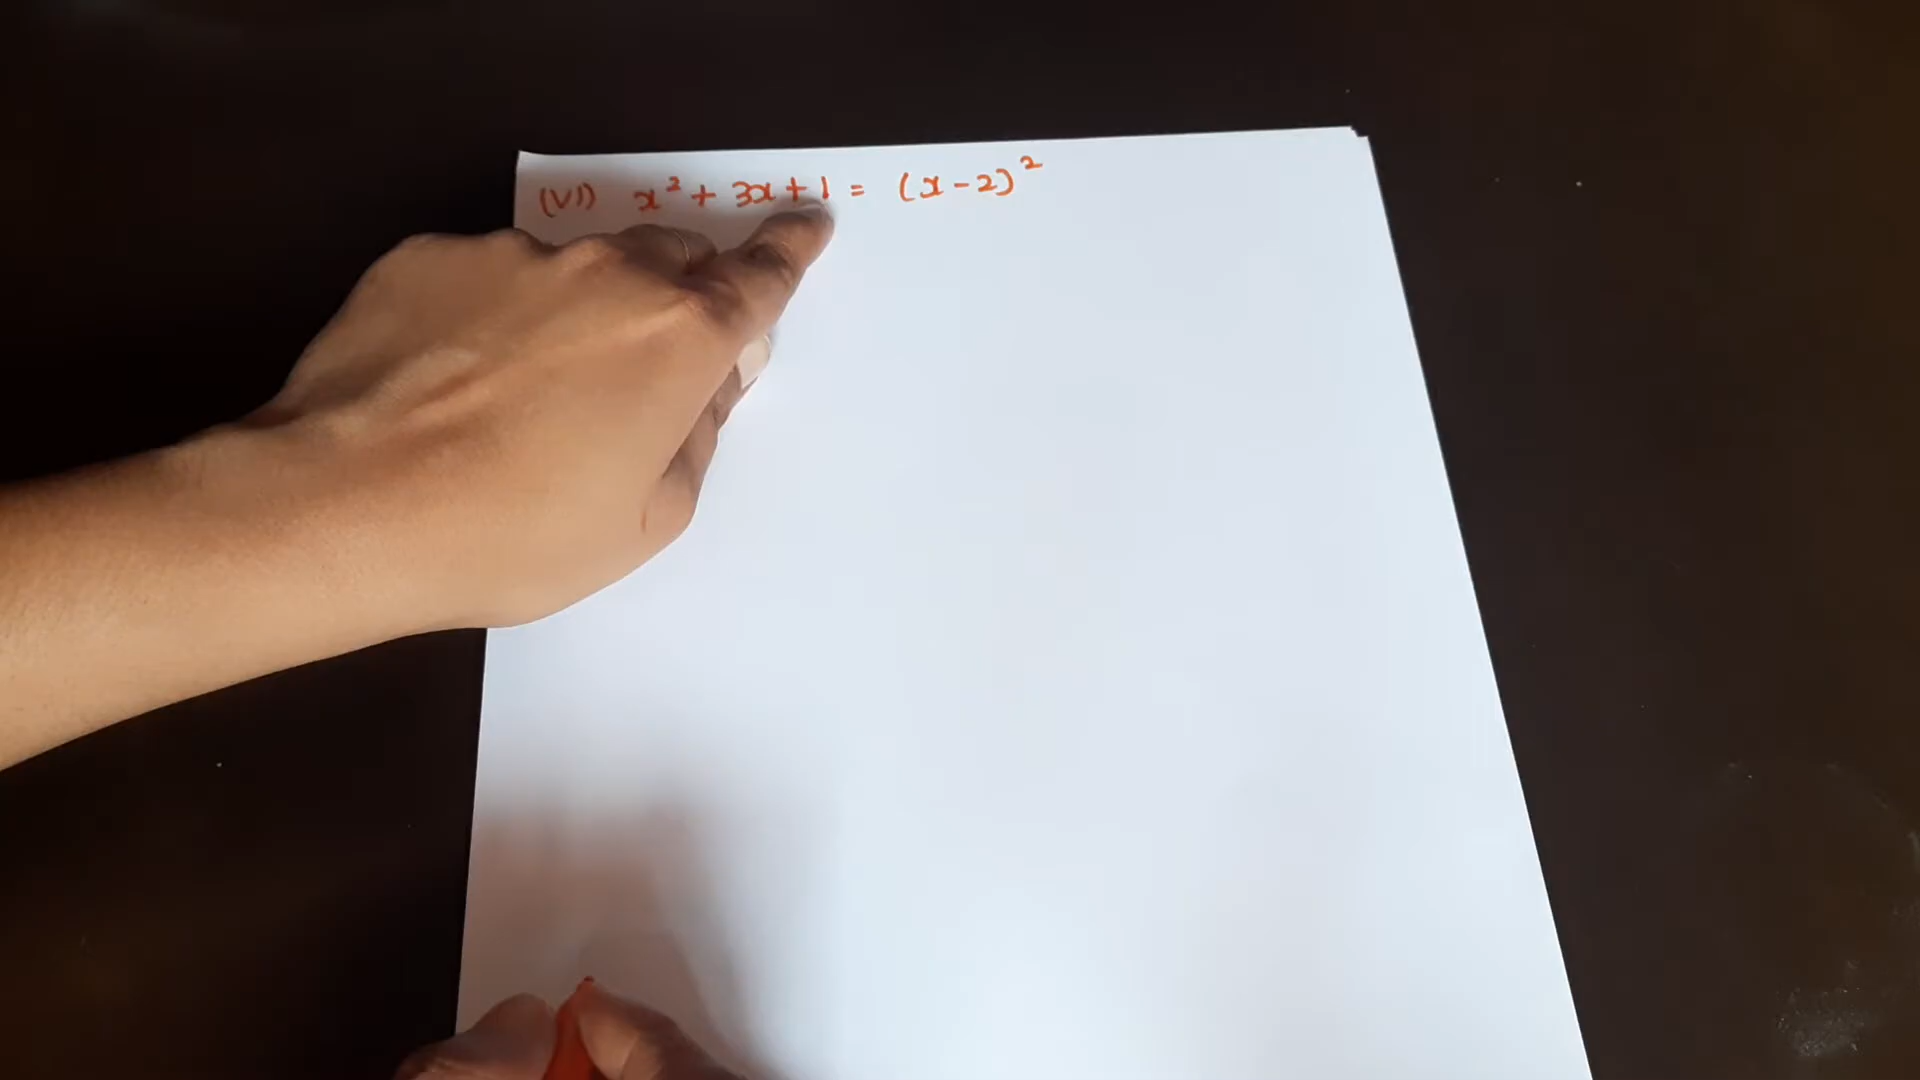 (VI) x² + 3x + 1 = (x - 2)²